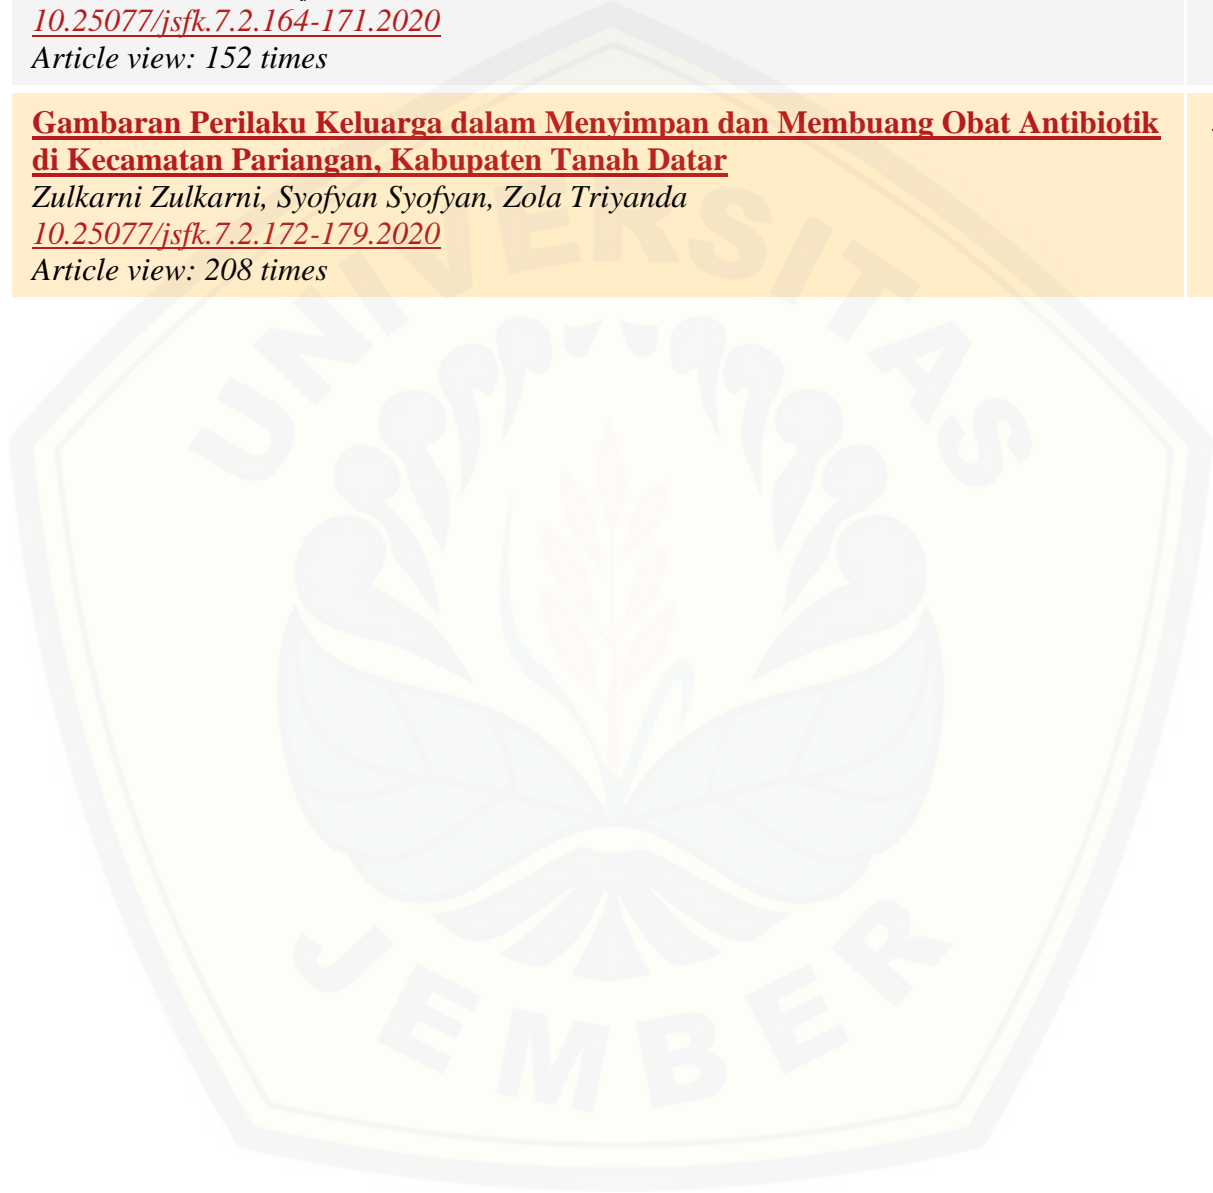 10.25077/jsfk.7.2.164-171.2020
Article view: 152 times
Gambaran Perilaku Keluarga dalam Menyimpan dan Membuang Obat Antibiotik
di Kecamatan Pariangan, Kabupaten Tanah Datar
Zulkarni Zulkarni, Syofyan Syofyan, Zola Triyanda
10.25077/jsfk.7.2.172-179.2020
Article view: 208 times
UNIVERSITAS
JEMBER